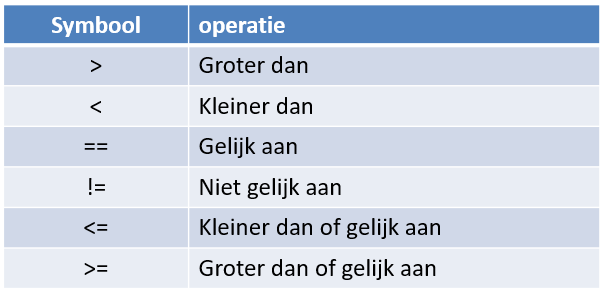 Symbool operatie
> Groter dan
< Kleiner dan
== Gelijk aan
!= Niet gelijk aan
<= Kleiner dan of gelijk aan
>= Groter dan of gelijk aan